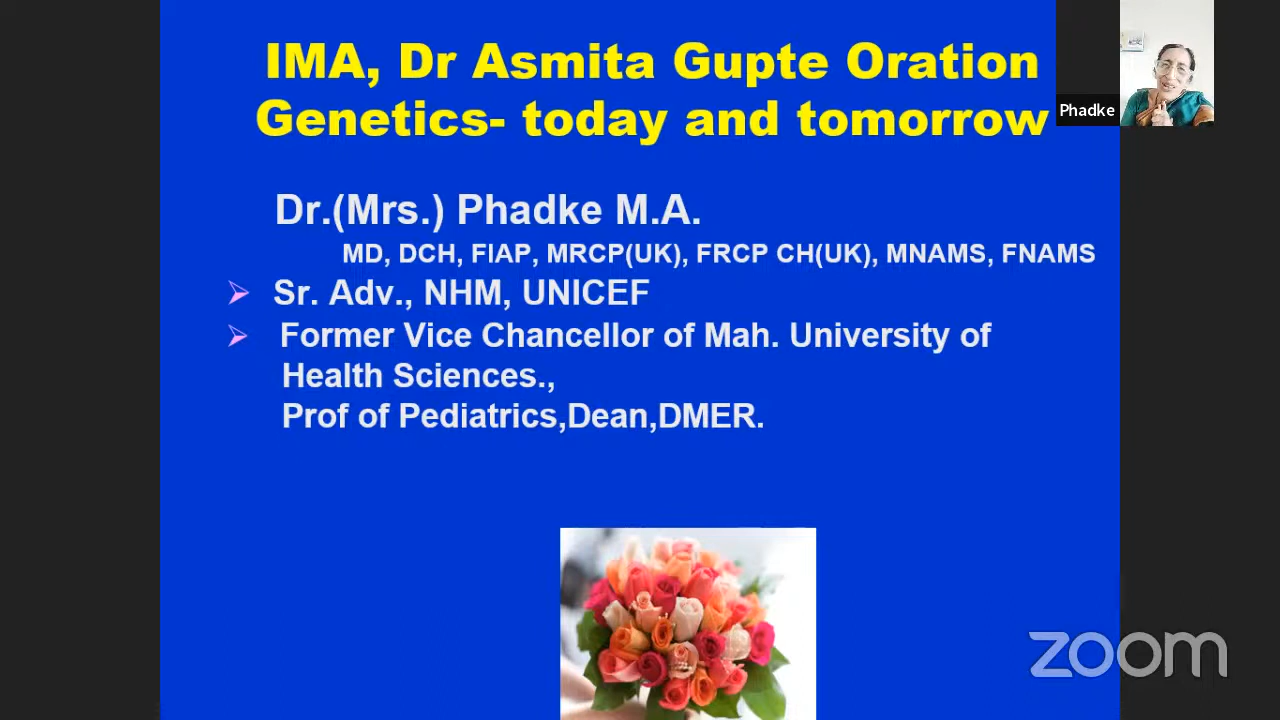 IMA, Dr Asmita Gupte Oration
Genetics- today and tomorrow
Phadke
Dr.(Mrs.) Phadke M.A.
MD, DCH, FIAP, MRCP(UK), FRCP CH(UK), MNAMS, FNAMS
Sr. Adv., NHM, UNICEF
Former Vice Chancellor of Mah. University of
Health Sciences.,
Prof of Pediatrics,Dean,DMER.
zoom